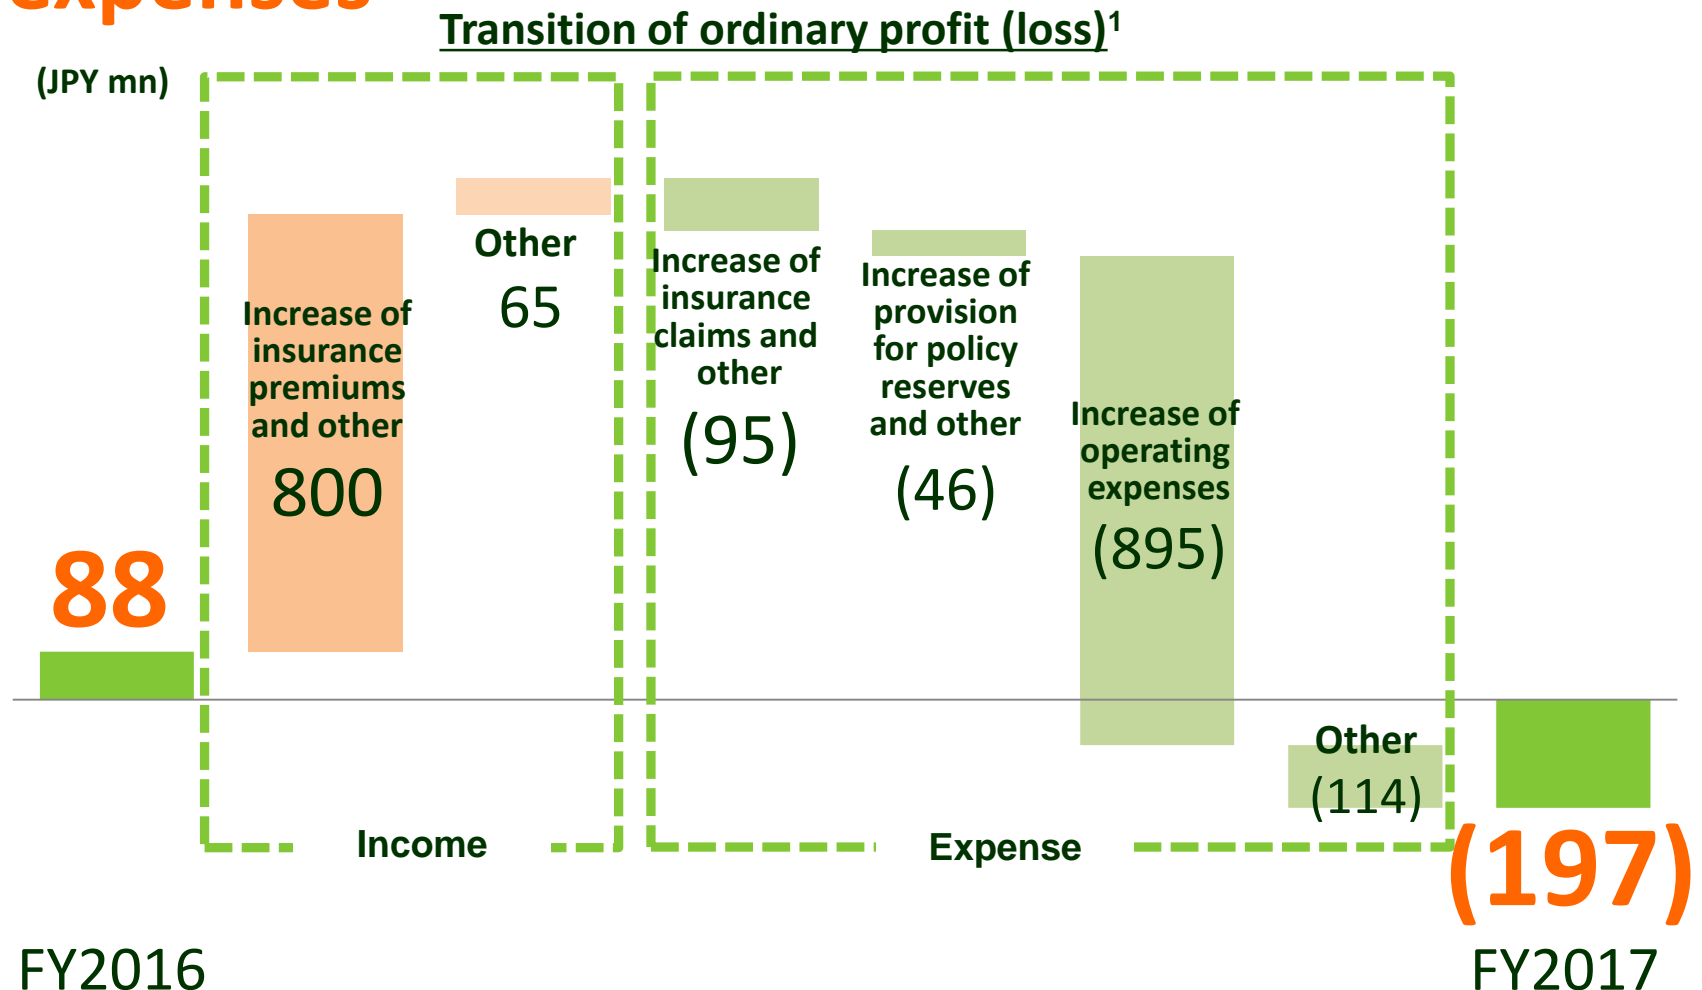 expenses
Transition of ordinary profit (loss)¹
(JPY mn)
Increase of
insurance
premiums
and other
800
Other
65
Increase of
insurance
claims and
other
(95)
Increase of
provision
for policy
reserves
and other
(46)
Increase of
operating
expenses
(895)
Other
(114)
88
(197)
Income
Expense
FY2016
FY2017